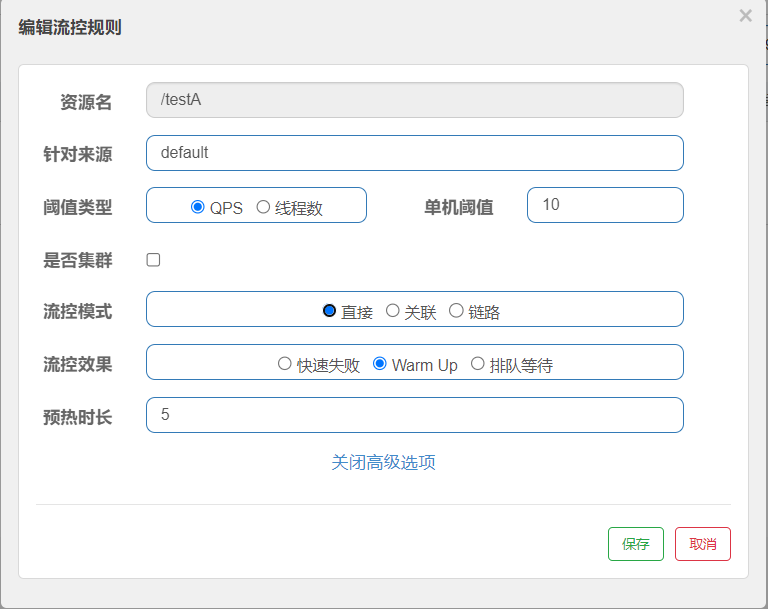 编辑流控规则
×
资源名 /testA
针对来源 default
阈值类型 QPS 线程数 单机阈值 10
是否集群
流控模式 直接 关联 链路
流控效果 快速失败 Warm Up 排队等待
预热时长 5
关闭高级选项
保存 取消